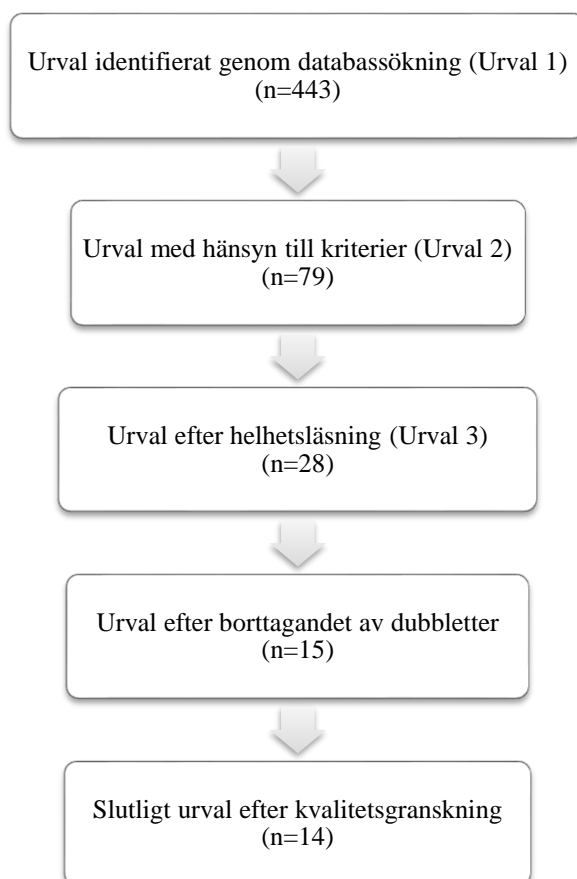 Urval identifierat genom databassökning (Urval 1)
(n=443)
Urval med hänsyn till kriterier (Urval 2)
(n=79)
Urval efter helhetsläsning (Urval 3)
(n=28)
Urval efter borttagandet av dubbletter
(n=15)
Slutligt urval efter kvalitetsgranskning
(n=14)